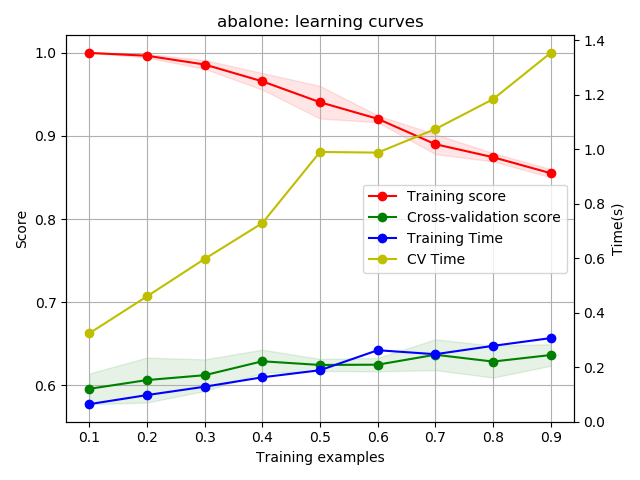 abalone: learning curves
1.0
0.9
0.8
0.7
0.6
Score
1.4
1.2
1.0
0.8
0.6
0.4
0.2
0.0
Time(s)
Training score
Cross-validation score
Training Time
CV Time
0.1 0.2 0.3 0.4 0.5 0.6 0.7 0.8 0.9
Training examples